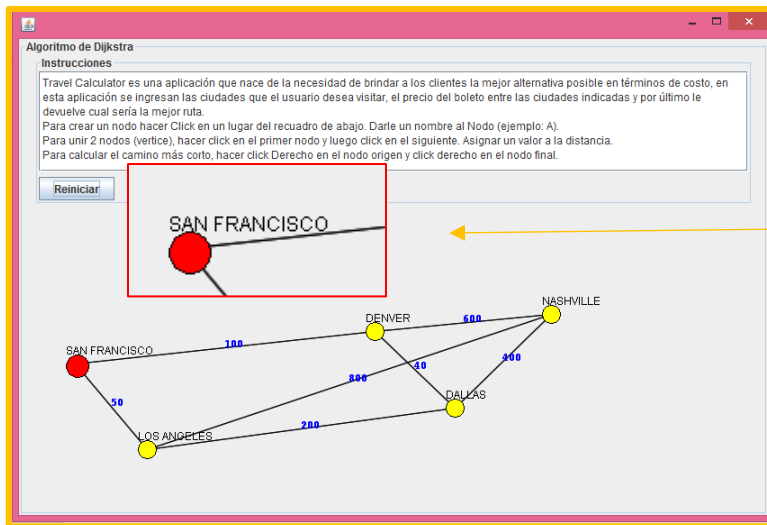 Algoritmo de Dijkstra
Instrucciones
Travel Calculator es una aplicación que nace de la necesidad de brindar a los clientes la mejor alternativa posible en términos de costo, en
esta aplicación se ingresan las ciudades que el usuario desea visitar, el precio del boleto entre las ciudades indicadas y por último le
devuelve cual sería la mejor ruta.
Para crear un nodo hacer Click en un lugar del recuadro de abajo. Darle un nombre al Nodo (ejemplo: A).
Para unir 2 nodos (vertice), hacer click en el primer nodo y luego click en el siguiente. Asignar un valor a la distancia.
Para calcular el camino más corto, hacer click Derecho en el nodo origen y click derecho en el nodo final.
Reiniciar
SAN FRANCISCO
NASHVILLE
DENVER
600
SAN FRANCISCO
100
40
400
800
DALLAS
50
200
LOS ANGELES